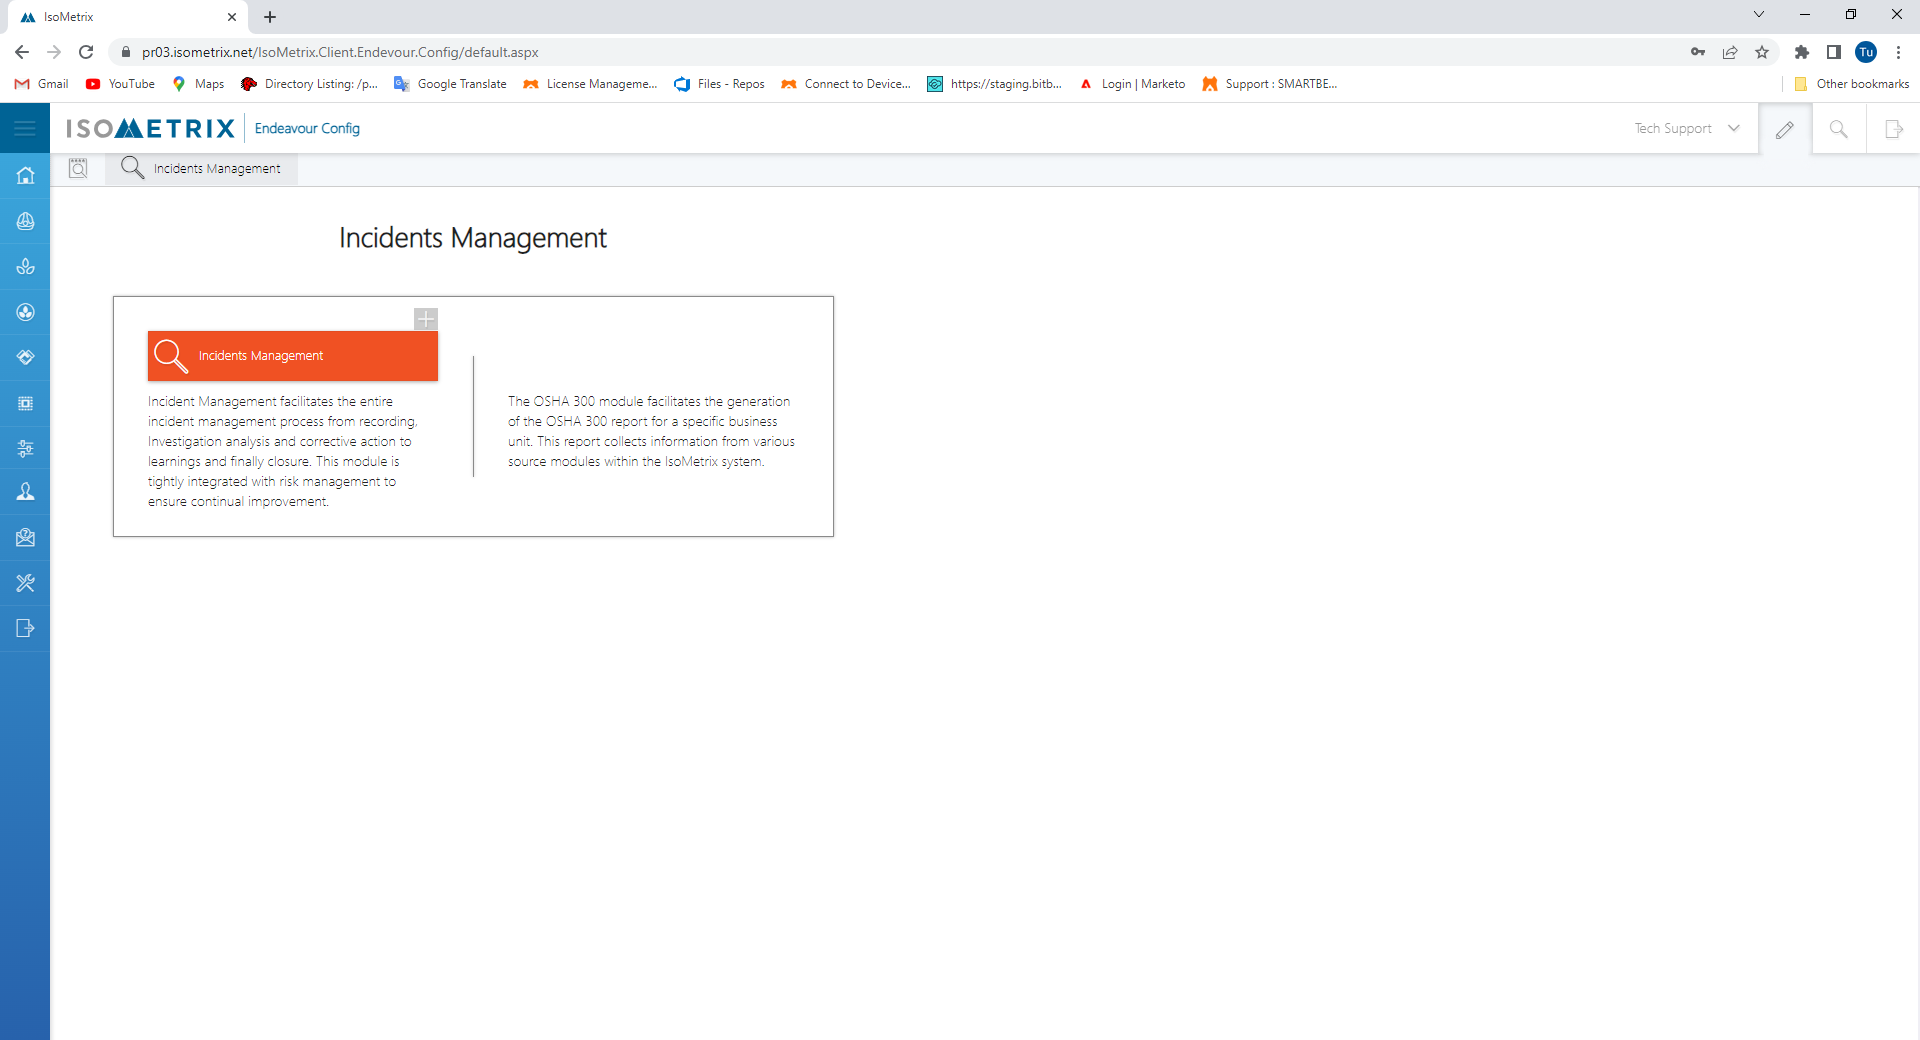 IsoMetrix
pr03.isometrix.net/IsoMetrix.Client.Endevour.Config/default.aspx
Tu
Gmail
YouTube
Maps
Directory Listing: /p...
Google Translate
License Manageme...
Files - Repos
Connect to Device...
https://staging.bitb...
Login | Marketo
Support : SMARTBE...
Other bookmarks
ISOMETRIX
Endeavour Config
Tech Support
Incidents Management
Incidents Management
Incidents Management
Incident Management facilitates the entire
incident management process from recording,
Investigation analysis and corrective action to
learnings and finally closure. This module is
tightly integrated with risk management to
ensure continual improvement.
The OSHA 300 module facilitates the generation
of the OSHA 300 report for a specific business
unit. This report collects information from various
source modules within the IsoMetrix system.